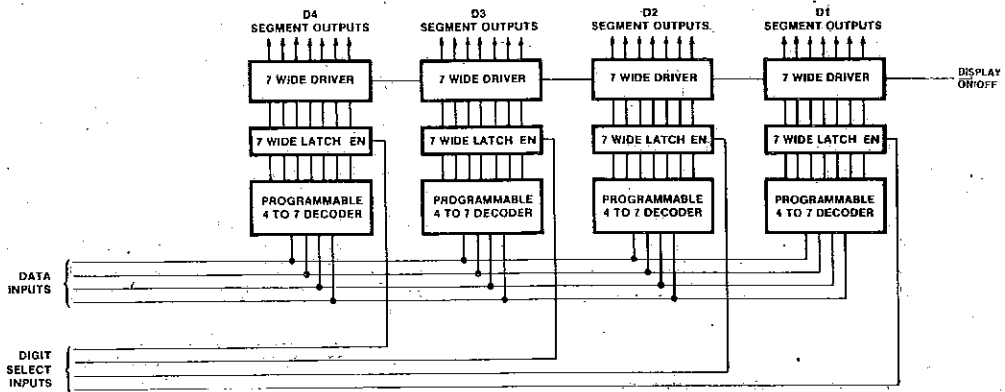 D4
SEGMENT OUTPUTS
D3
SEGMENT OUTPUTS
D2
SEGMENT OUTPUTS
D1
SEGMENT OUTPUTS
7 WIDE DRIVER
7 WIDE DRIVER
7 WIDE DRIVER
7 WIDE DRIVER
DISPLAY
ON/OFF
7 WIDE LATCH EN
7 WIDE LATCH EN
7 WIDE LATCH EN
7 WIDE LATCH EN
PROGRAMMABLE
4 TO 7 DECODER
PROGRAMMABLE
4 TO 7 DECODER
PROGRAMMABLE
4 TO 7 DECODER
PROGRAMMABLE
4 TO 7 DECODER
DATA
INPUTS
DIGIT
SELECT
INPUTS